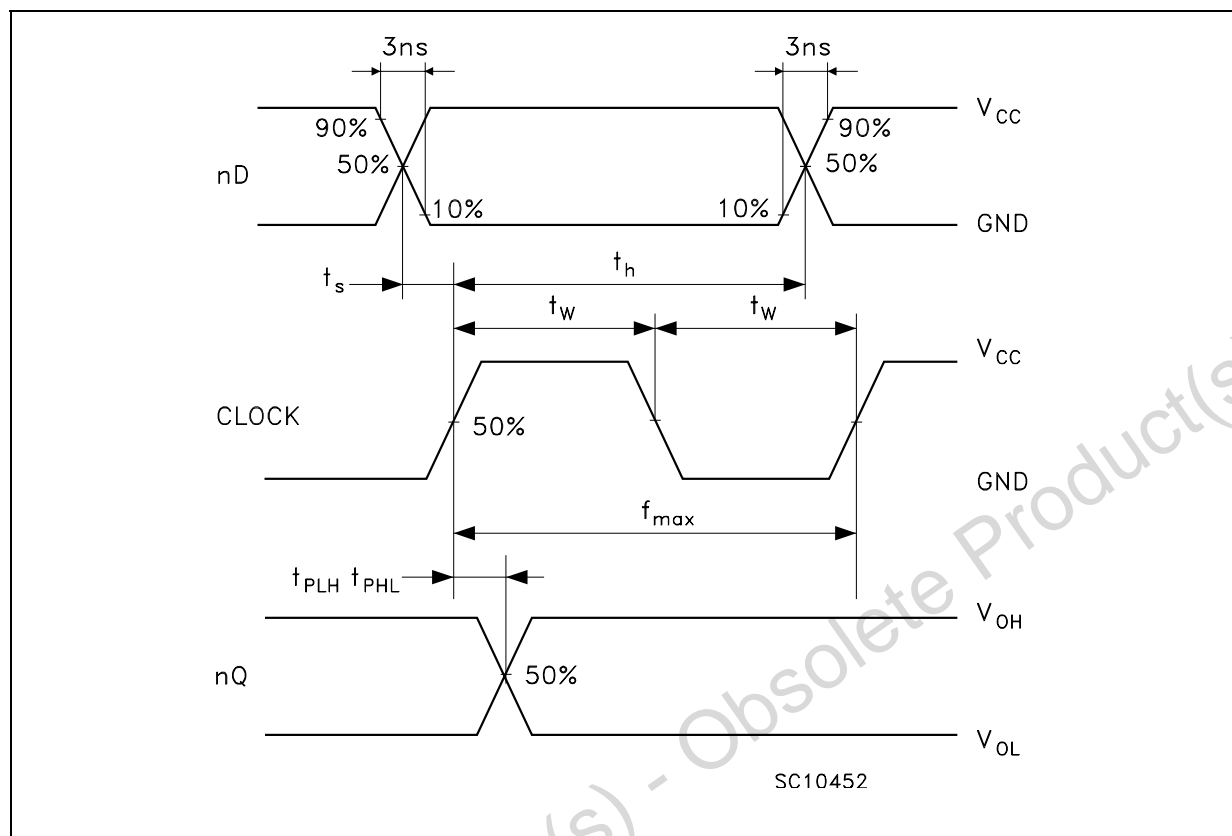 3ns 3ns
90% V_CC
90%
nD 50% 50%
10% 10%
GND
t_s t_h
t_W t_W
V_CC
CLOCK 50%
GND
f_max
t_PLH t_PHL
V_OH
nQ 50%
V_OL
SC10452
(s) - Obsolete Product(s